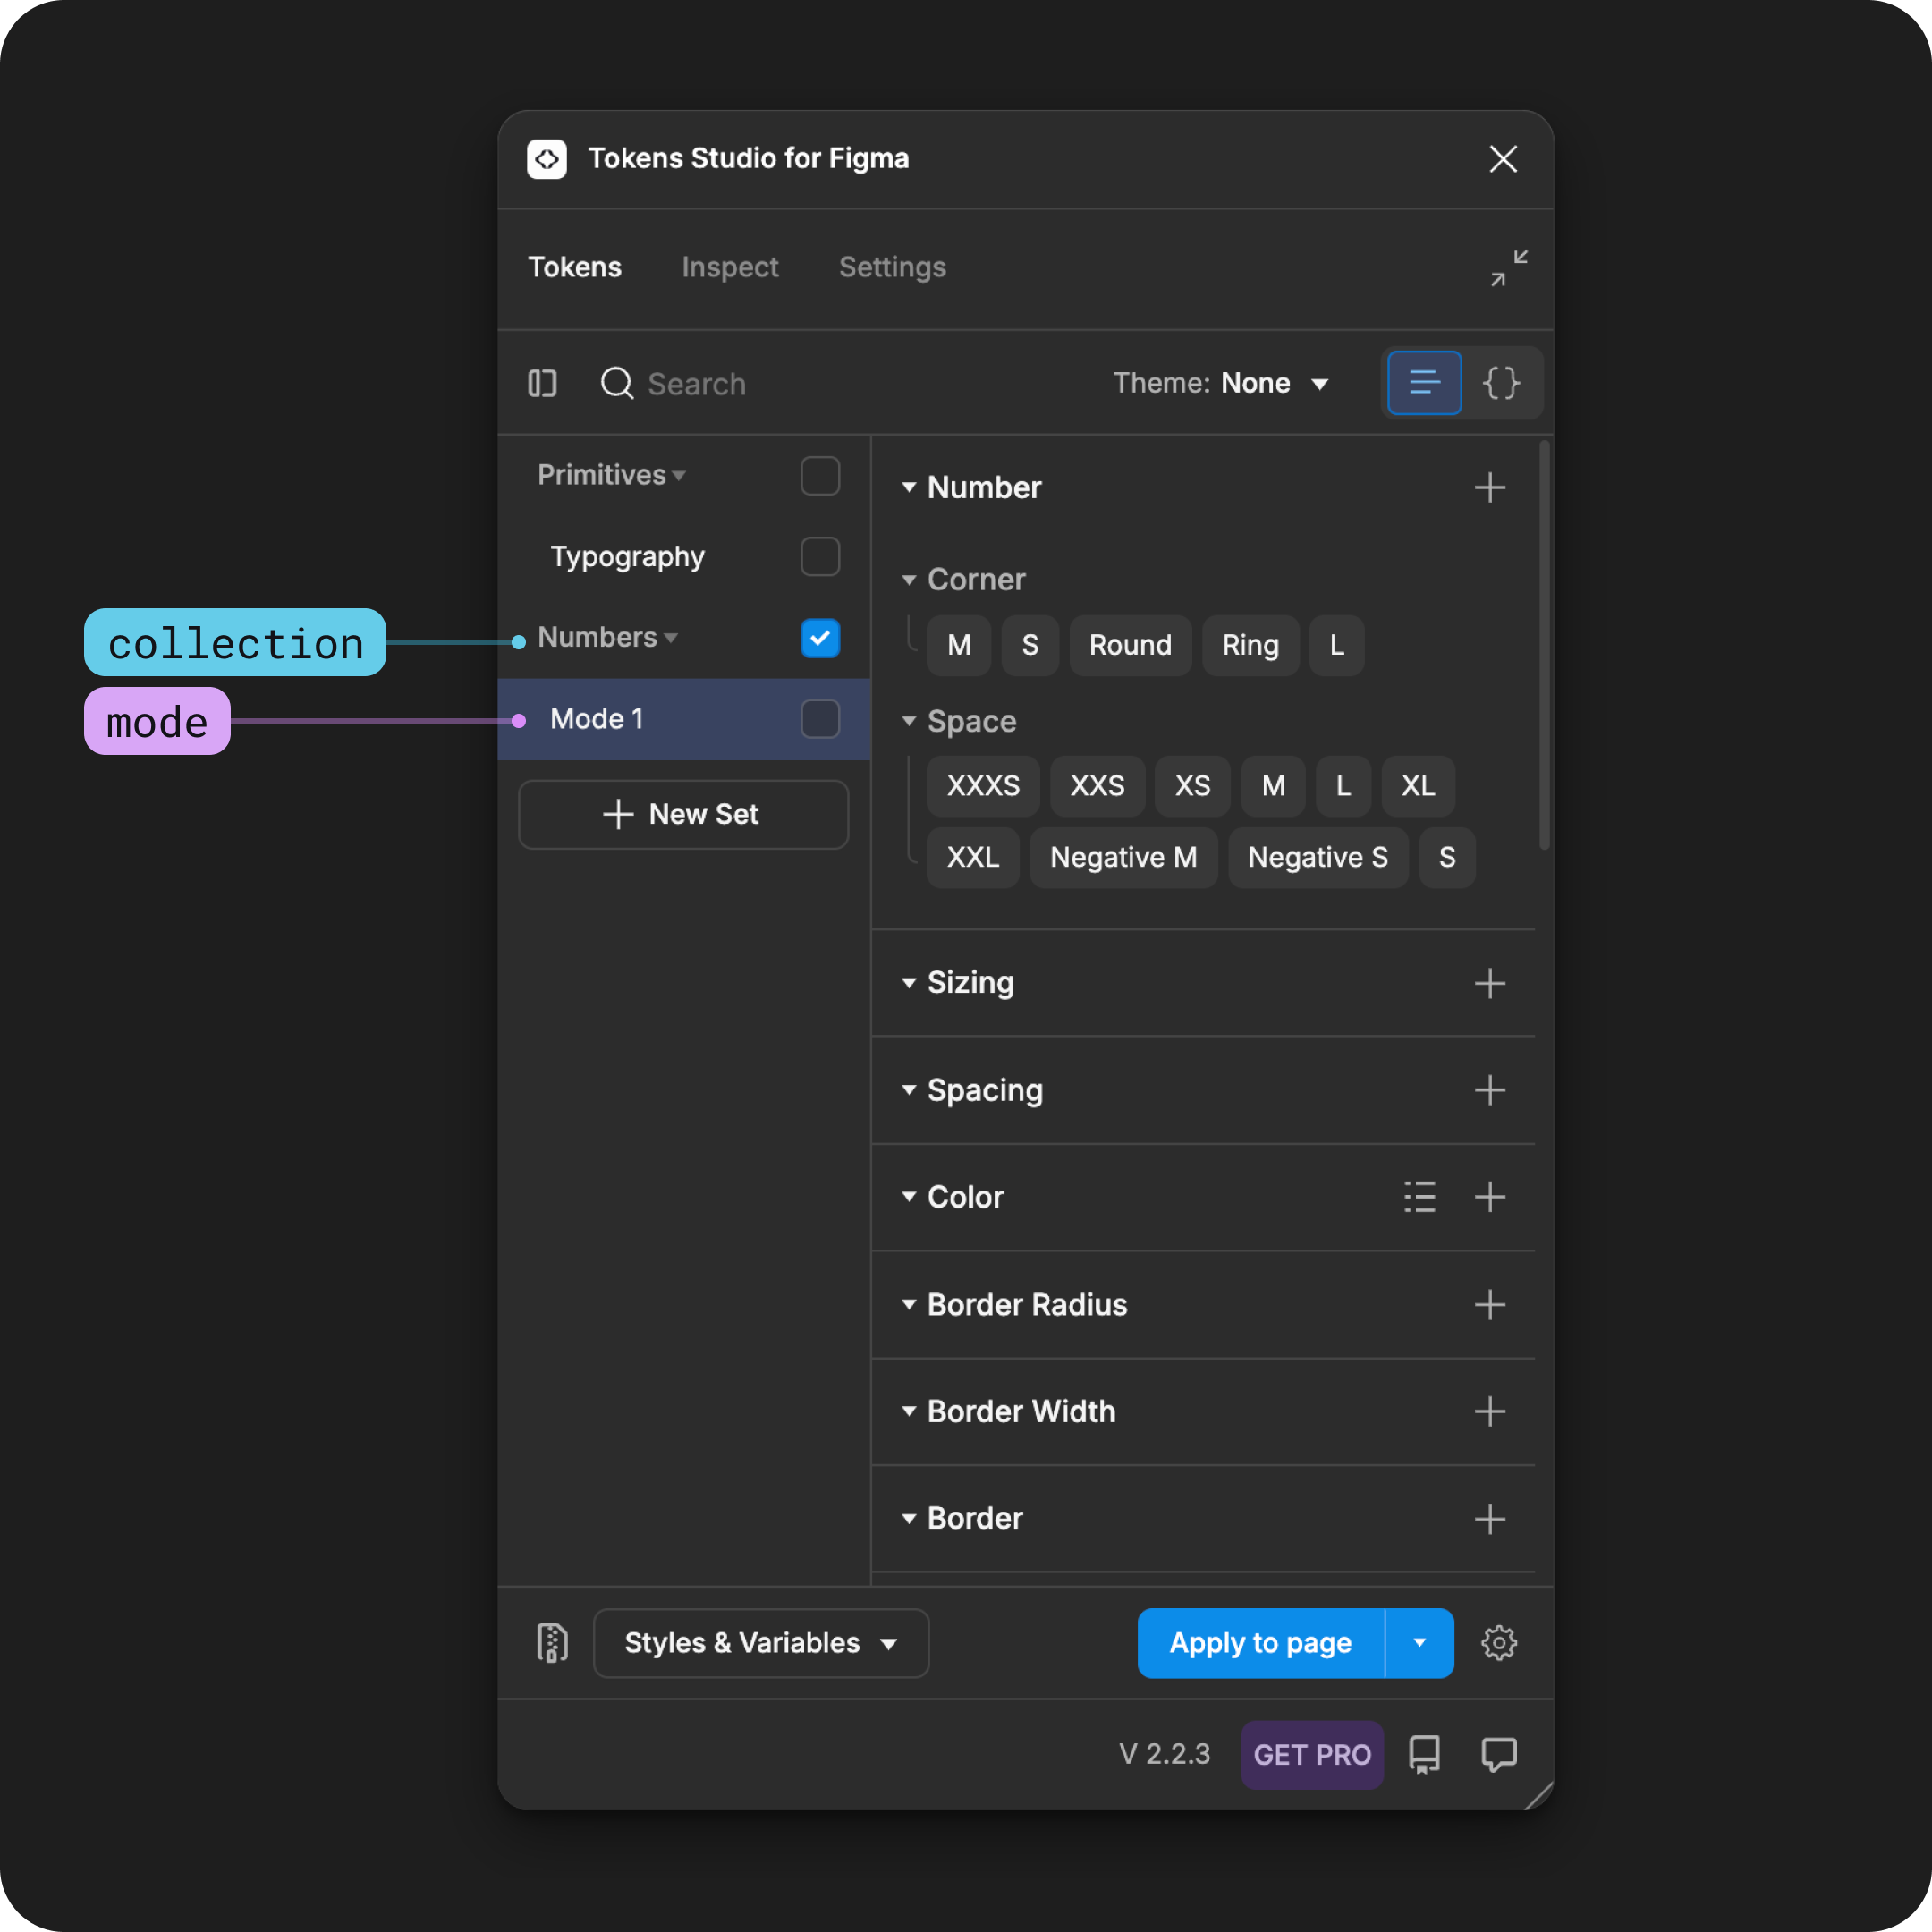 Tokens Studio for Figma
Tokens Inspect Settings
Search Theme: None {}
Primitives
Typography
collection
Numbers
mode
Mode 1
New Set
Number
Corner
M S Round Ring L
Space
XXXS XXS XS M L XL
XXL Negative M Negative S S
Sizing
Spacing
Color
Border Radius
Border Width
Border
Styles & Variables Apply to page
V 2.2.3 GET PRO